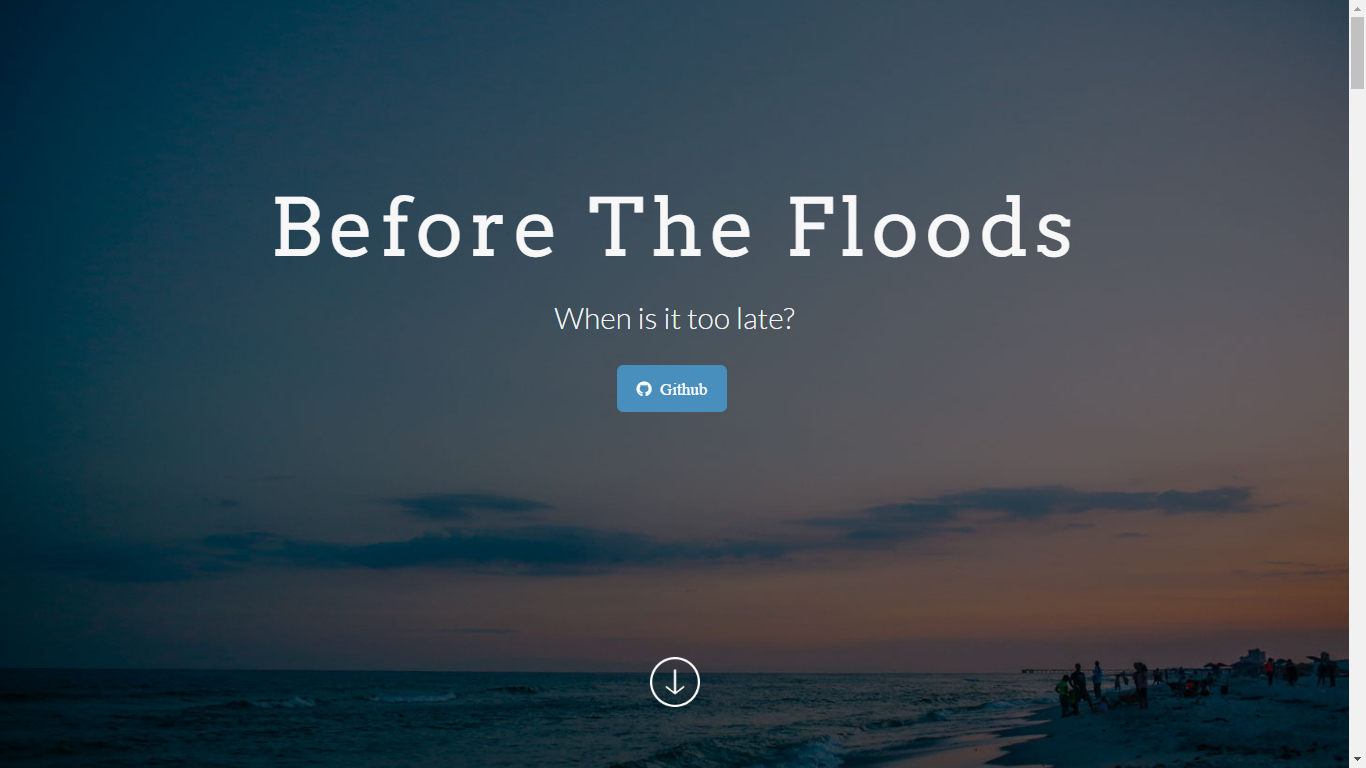 Before The Floods
When is it too late?
Github